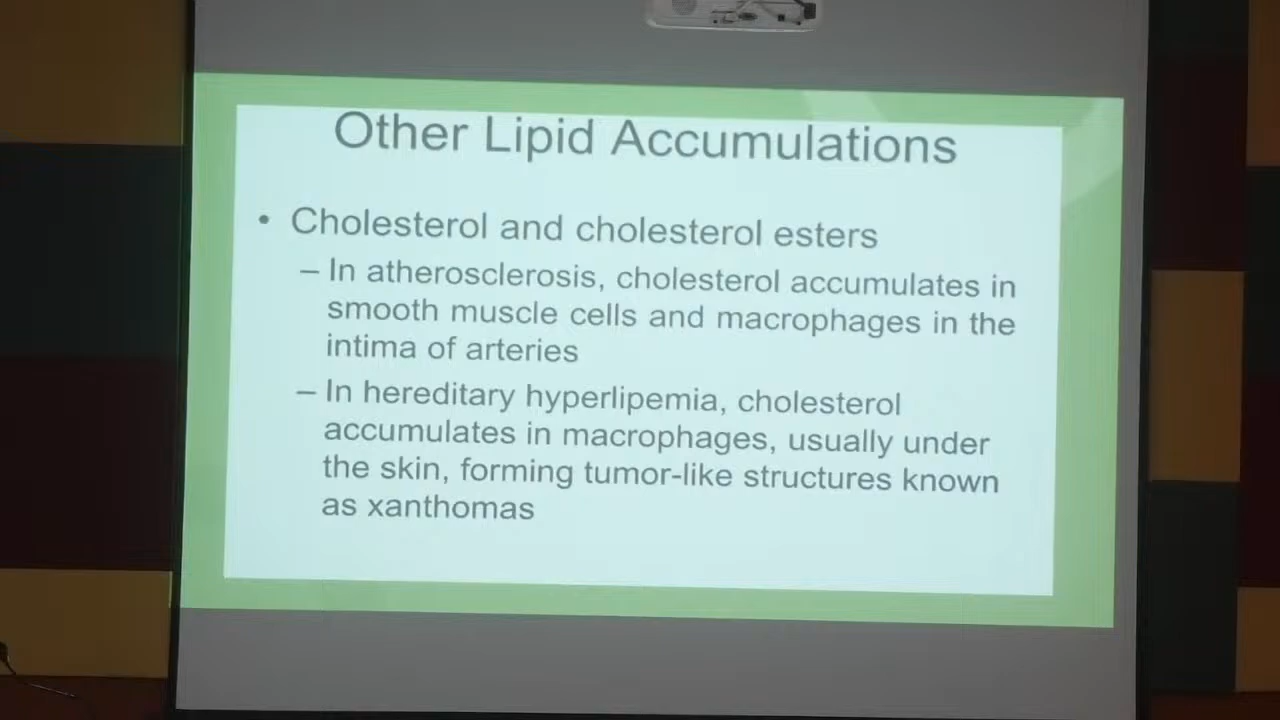 Other Lipid Accumulations
• Cholesterol and cholesterol esters
– In atherosclerosis, cholesterol accumulates in
smooth muscle cells and macrophages in the
intima of arteries
– In hereditary hyperlipemia, cholesterol
accumulates in macrophages, usually under
the skin, forming tumor-like structures known
as xanthomas